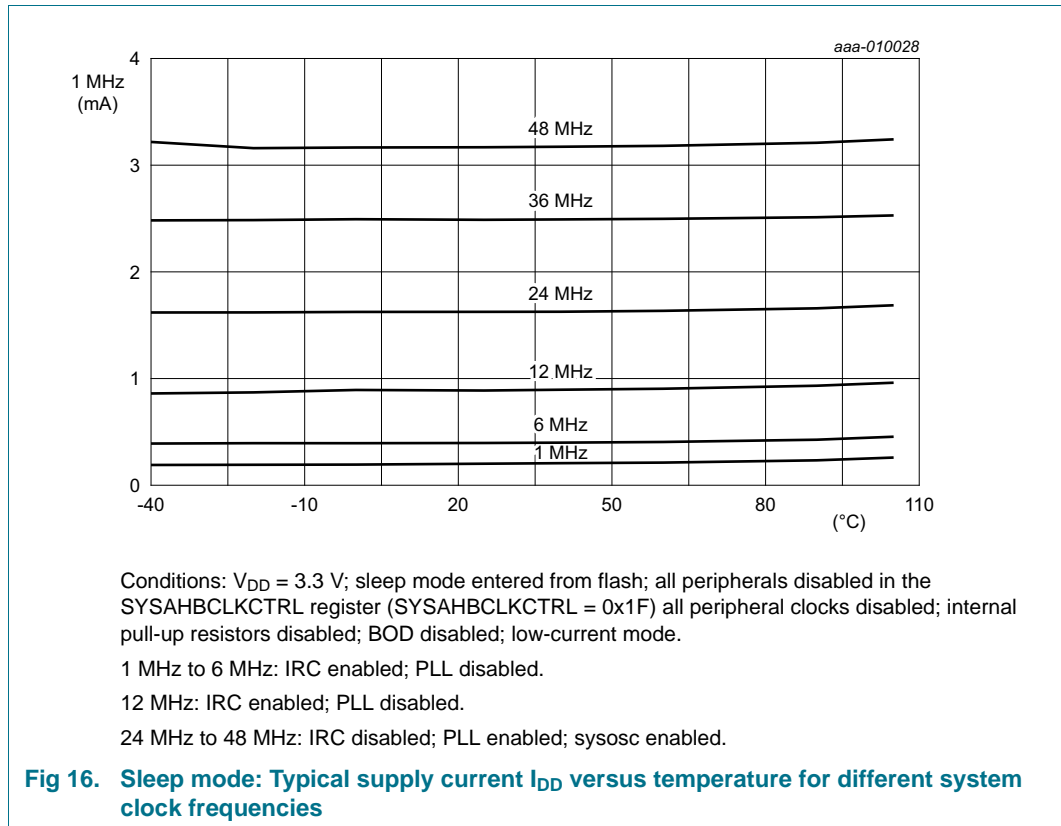 aaa-010028
4
1 MHz
(mA)
48 MHz
3
36 MHz
2
24 MHz
12 MHz
1
6 MHz
1 MHz
0
-40
-10
20
50
80
110
(°C)
Conditions: VDD = 3.3 V; sleep mode entered from flash; all peripherals disabled in the
SYSAHBCLKCTRL register (SYSAHBCLKCTRL = 0x1F) all peripheral clocks disabled; internal
pull-up resistors disabled; BOD disabled; low-current mode.
1 MHz to 6 MHz: IRC enabled; PLL disabled.
12 MHz: IRC enabled; PLL disabled.
24 MHz to 48 MHz: IRC disabled; PLL enabled; sysosc enabled.
Fig 16. Sleep mode: Typical supply current IDD versus temperature for different system
clock frequencies